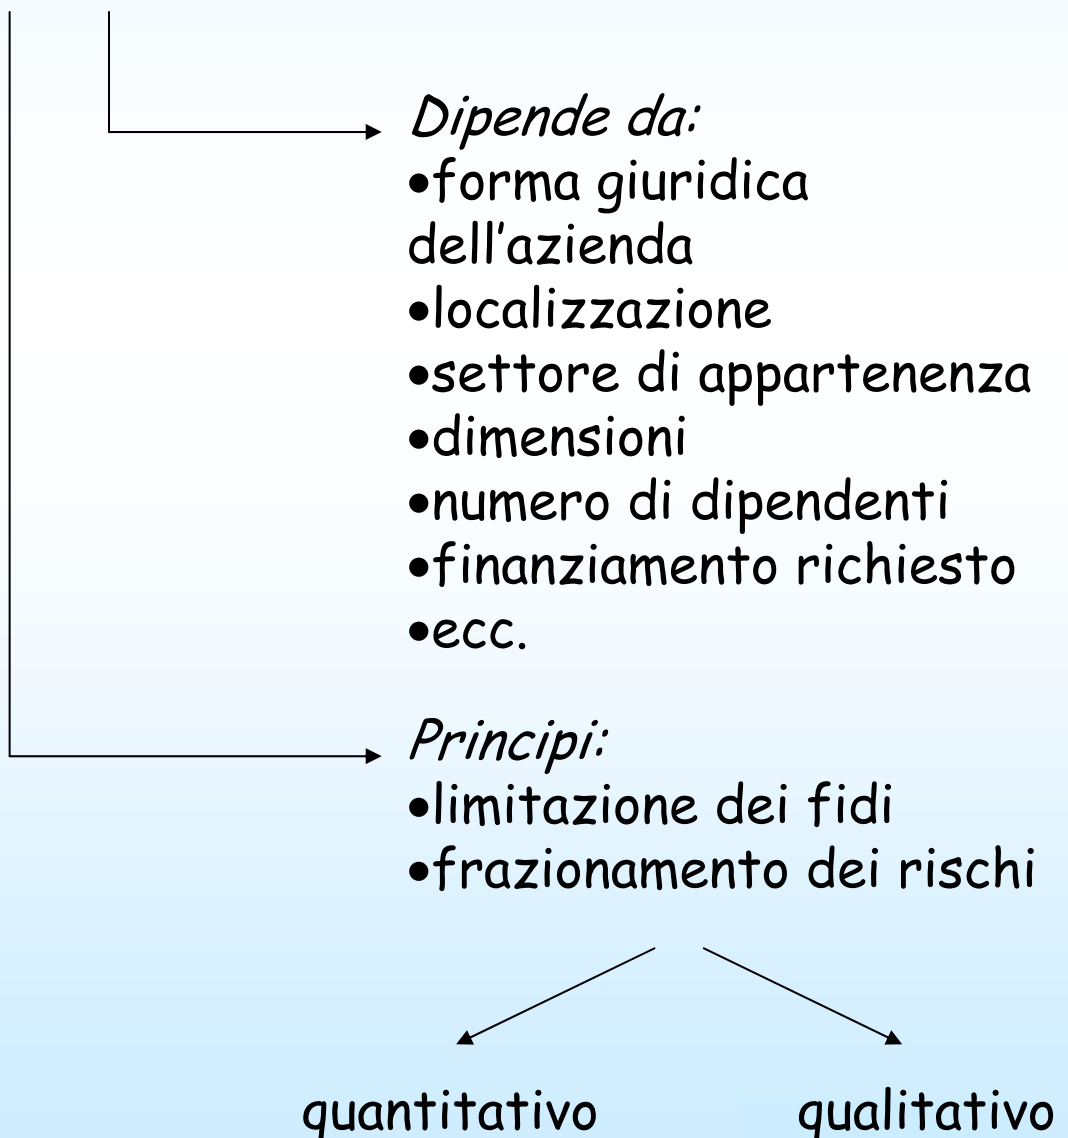 Dipende da:
•forma giuridica
dell'azienda
•localizzazione
•settore di appartenenza
•dimensioni
•numero di dipendenti
•finanziamento richiesto
•ecc.
Principi:
•limitazione dei fidi
•frazionamento dei rischi
quantitativo qualitativo